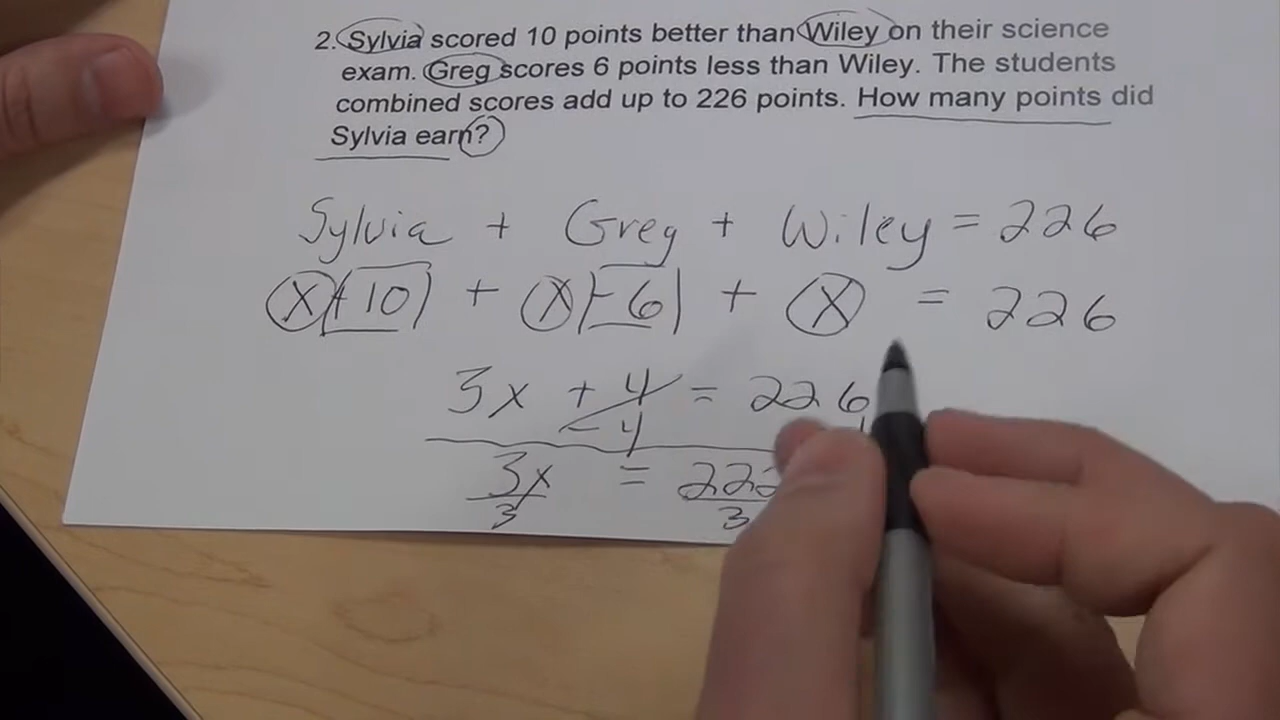 2. Sylvia scored 10 points better than Wiley on their science
exam. Greg scores 6 points less than Wiley. The students
combined scores add up to 226 points. How many points did
Sylvia earn?
Sylvia + Greg + Wiley = 226
(x + 10) + (x - 6) + x = 226
3x + 4 = 226
- 4
3x = 222
3 3